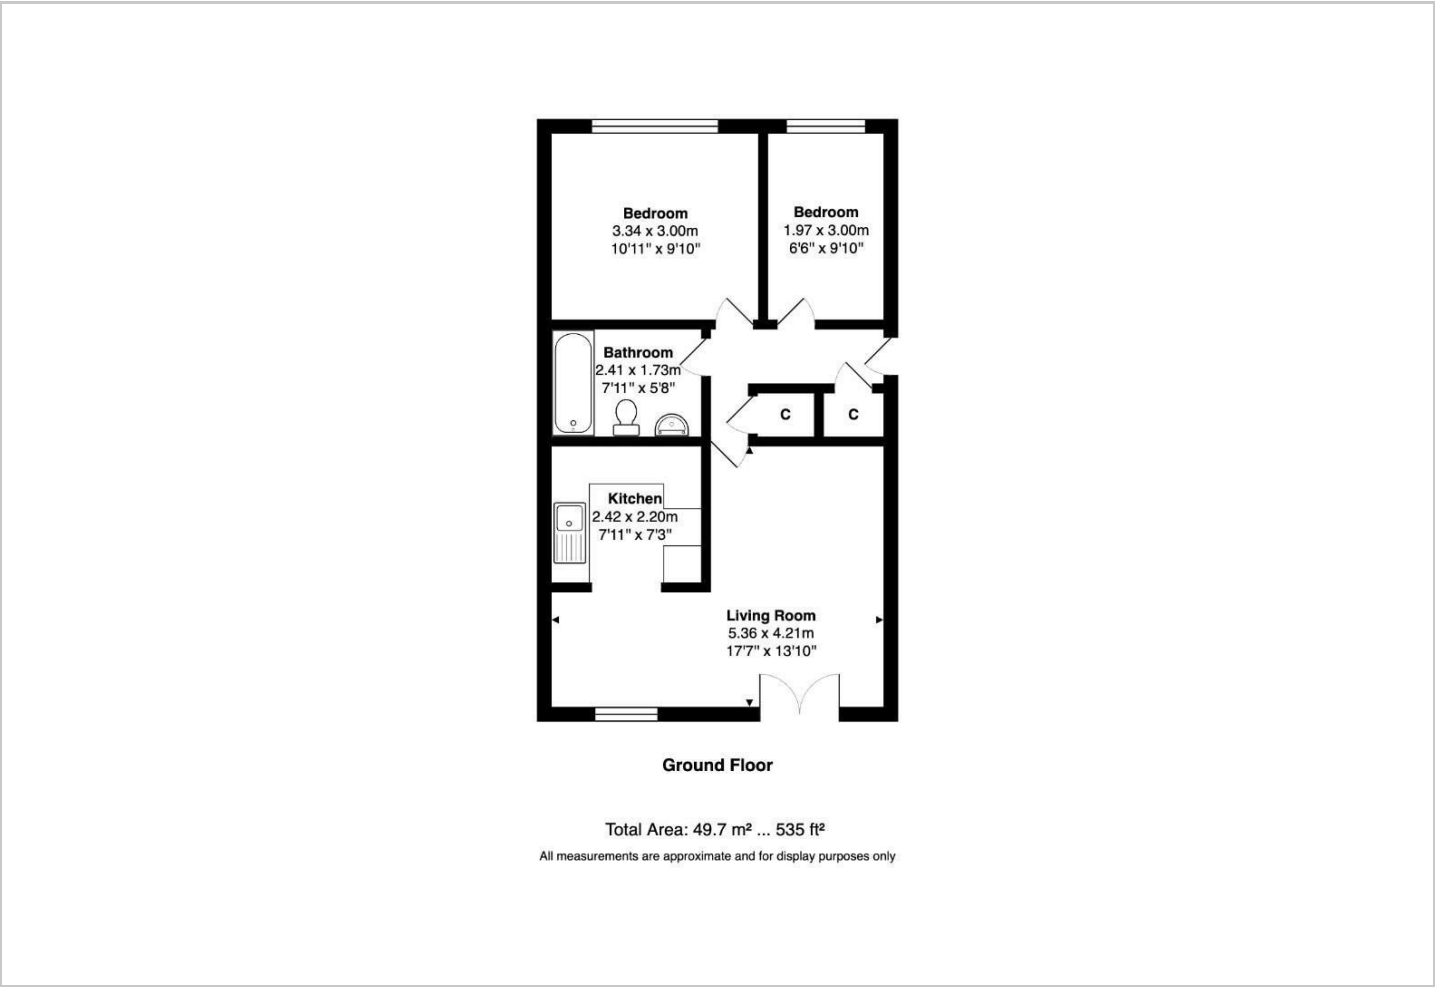 Bedroom
3.34 x 3.00m
10'11" x 9'10"
Bedroom
1.97 x 3.00m
6'6" x 9'10"
Bathroom
2.41 x 1.73m
7'11" x 5'8"
C
C
Kitchen
2.42 x 2.20m
7'11" x 7'3"
Living Room
5.36 x 4.21m
17'7" x 13'10"
Ground Floor
Total Area: 49.7 m² ... 535 ft²
All measurements are approximate and for display purposes only